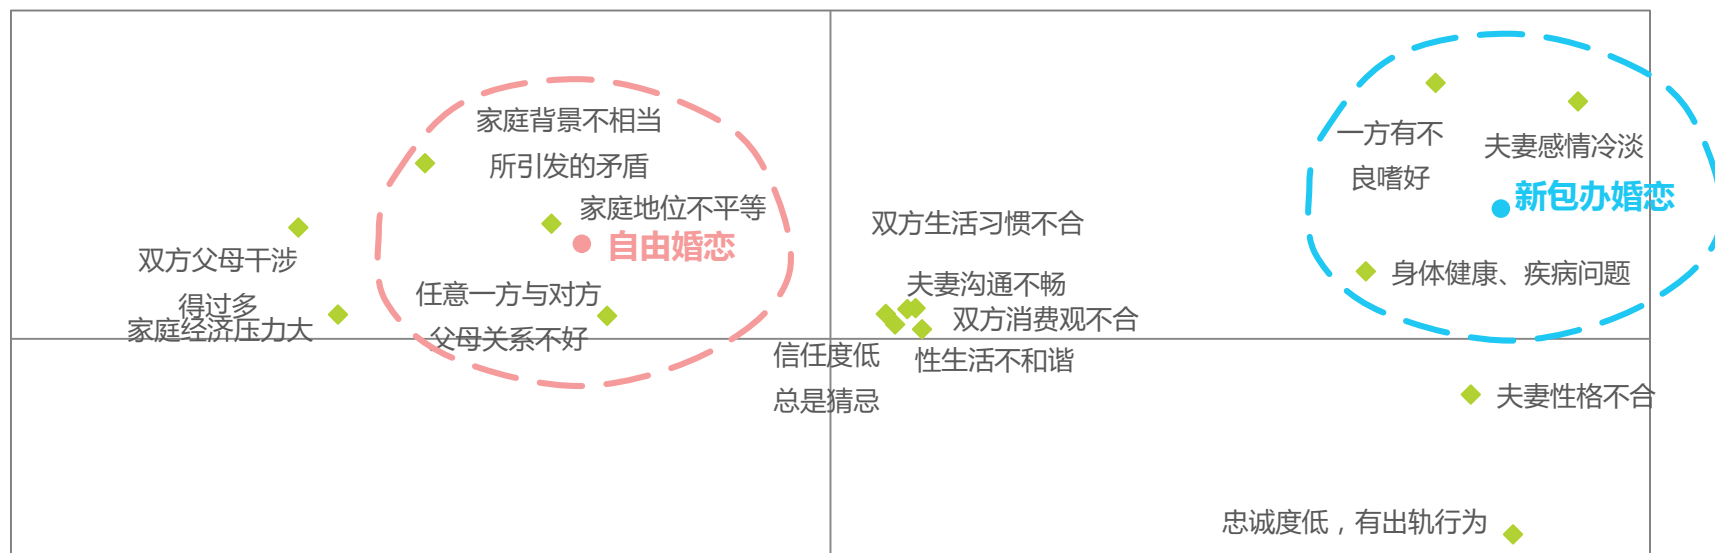 家庭背景不相当
所引发的矛盾
家庭地位不平等
自由婚恋
双方父母干涉
得过多
家庭经济压力大
任意一方与对方
父母关系不好
双方生活习惯不合
夫妻沟通不畅
双方消费观不合
信任度低
总是猜忌
性生活不和谐
一方有不
良嗜好
夫妻感情冷淡
新包办婚恋
身体健康、疾病问题
夫妻性格不合
忠诚度低，有出轨行为